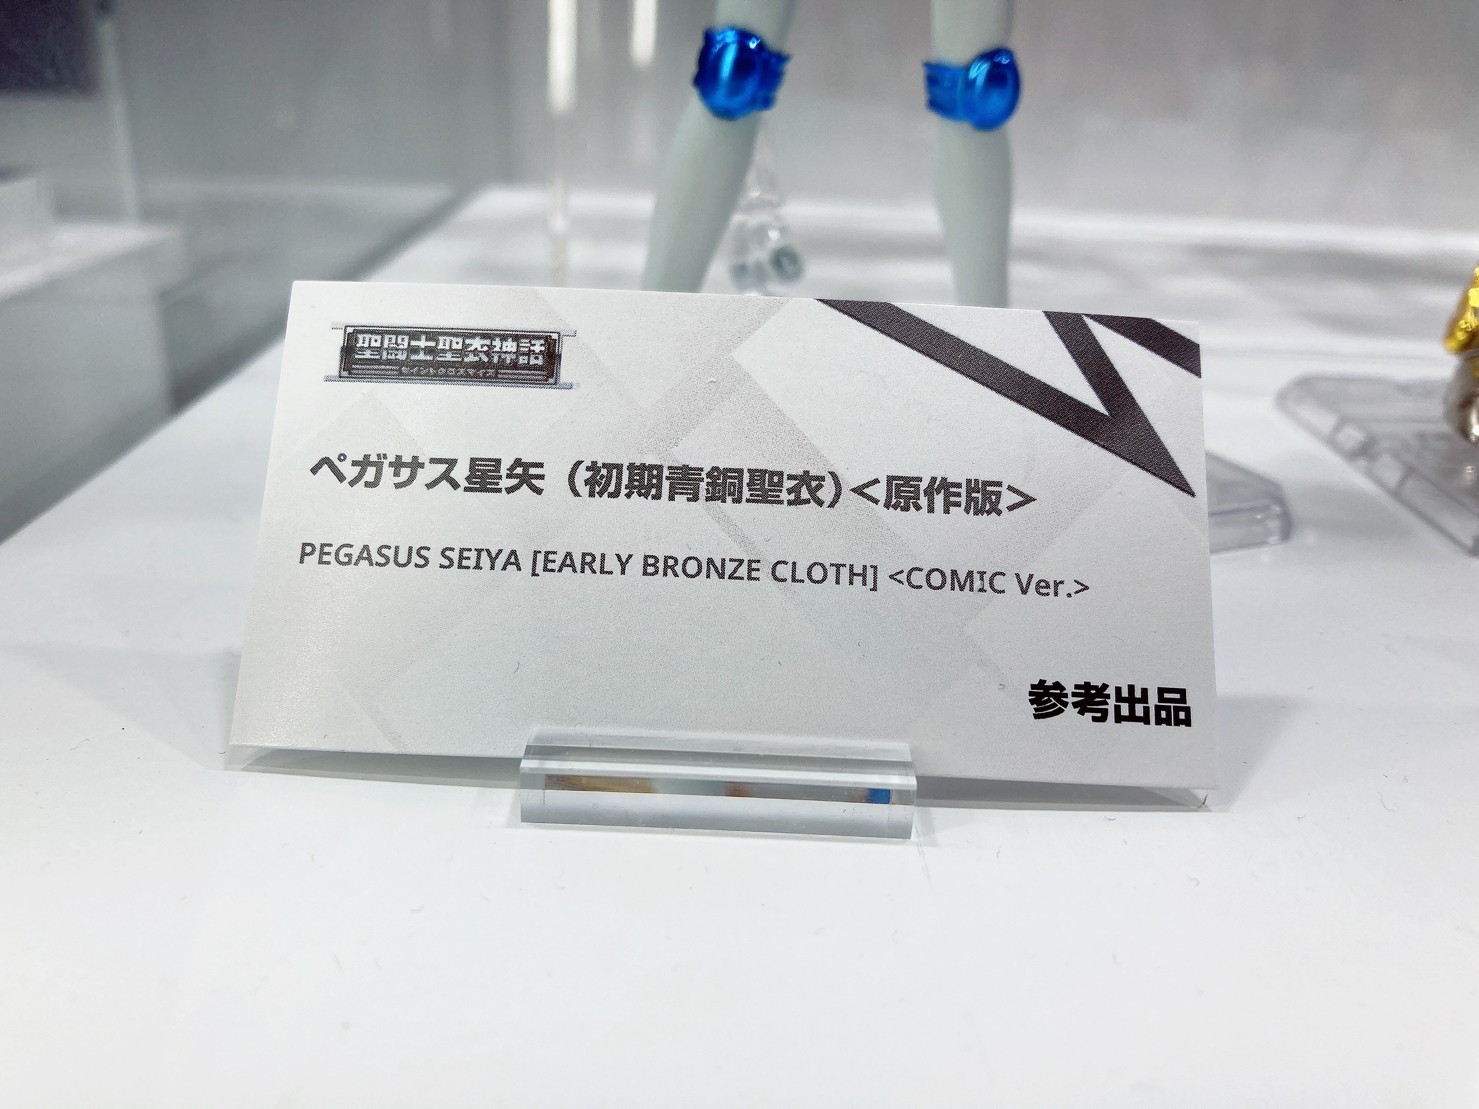 聖闘士聖衣神話
セイントクロスマイス
ペガサス星矢（初期青銅聖衣）＜原作版＞
PEGASUS SEIYA [EARLY BRONZE CLOTH] <COMIC Ver.>
参考出品